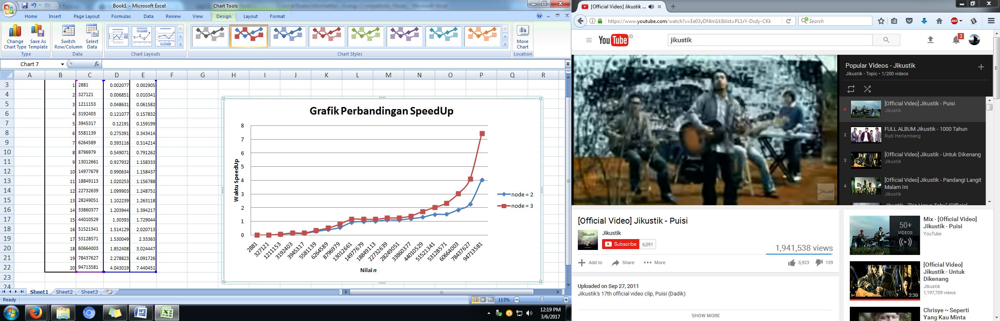 Book1 - Microsoft Excel
Chart Tools
Home Insert Page Layout Formulas Data Review View Design Layout Format
Change Chart Type
Save As Template
Switch Row/Column
Select Data
Move Chart
Type Data Chart Layouts Chart Styles Location
Chart 7
fx
A B C D E F G H I J K L M N O P Q R
3 1 2881 0.002077 0.002905
4 2 327121 0.006851 0.010341
5 3 1211153 0.048631 0.061582
6 4 3192403 0.121077 0.157832
7 5 3945317 0.12191 0.159199
8 6 5581139 0.275391 0.343414
9 7 6264589 0.393116 0.514214
10 8 8796979 0.549071 0.791262
11 9 13012661 0.927932 1.158333
12 10 14977679 0.990634 1.158437
13 11 18849113 1.020253 1.156788
14 12 22732639 1.099903 1.248751
15 13 28249051 1.102239 1.263118
16 14 33860377 1.203944 1.394217
17 15 44010529 1.30393 1.729044
18 16 51521341 1.514129 2.020713
19 17 53128571 1.530049 2.33363
20 18 60664003 1.852408 3.024447
21 19 78437627 2.278823 4.091726
22 20 94713581 4.043019 7.440451
23
24
Grafik Perbandingan SpeedUp
Waktu SpeedUp
8
7
6
5
4
3
2
1
0
2881 327121 1211153 3192403 3945317 5581139 6264589 8796979 13012661 14977679 18849113 22732639 28249051 33860377 44010529 51521341 53128571 60664003 78437627 94713581
Nilai n
node = 2
node = 3
Sheet1 Sheet2 Sheet3
Ready
115%
12:19 PM
3/6/2017
[Official Video] Jikustik ...
https://www.youtube.com/watch?v=Ee03yDNIm1k&list=PL1rY-Dsdy-CKk
Search
ABP
YouTube ID
jikustik
2
Jikustik
Popular Videos - Jikustik
Jikustik - Topic • 1/200 videos
[Official Video] Jikustik - Puisi
Jikustik
2
FULL ALBUM Jikustik - 1000 Tahun
Rudi Herlambang
3
[Official Video] Jikustik - Untuk Dikenang
Jikustik
4
[Official Video] Jikustik - Pandangi Langit
Malam Ini
Jikustik
Jikustik - "Dia Harus Tahu" (Official
[Official Video] Jikustik - Puisi
Jikustik
Subscribe 6,091
1,941,538 views
Add to Share More
5,923 139
Uploaded on Sep 27, 2011
Jikustik's 17th official video clip, Puisi (Dadik)
SHOW MORE
50+
VIDEOS
Mix - [Official Video]
Jikustik - Puisi
YouTube
3:30
[Official Video]
Jikustik - Untuk
Dikenang
Jikustik
1,197,709 views
Chrisye ~ Seperti
Yang Kau Minta